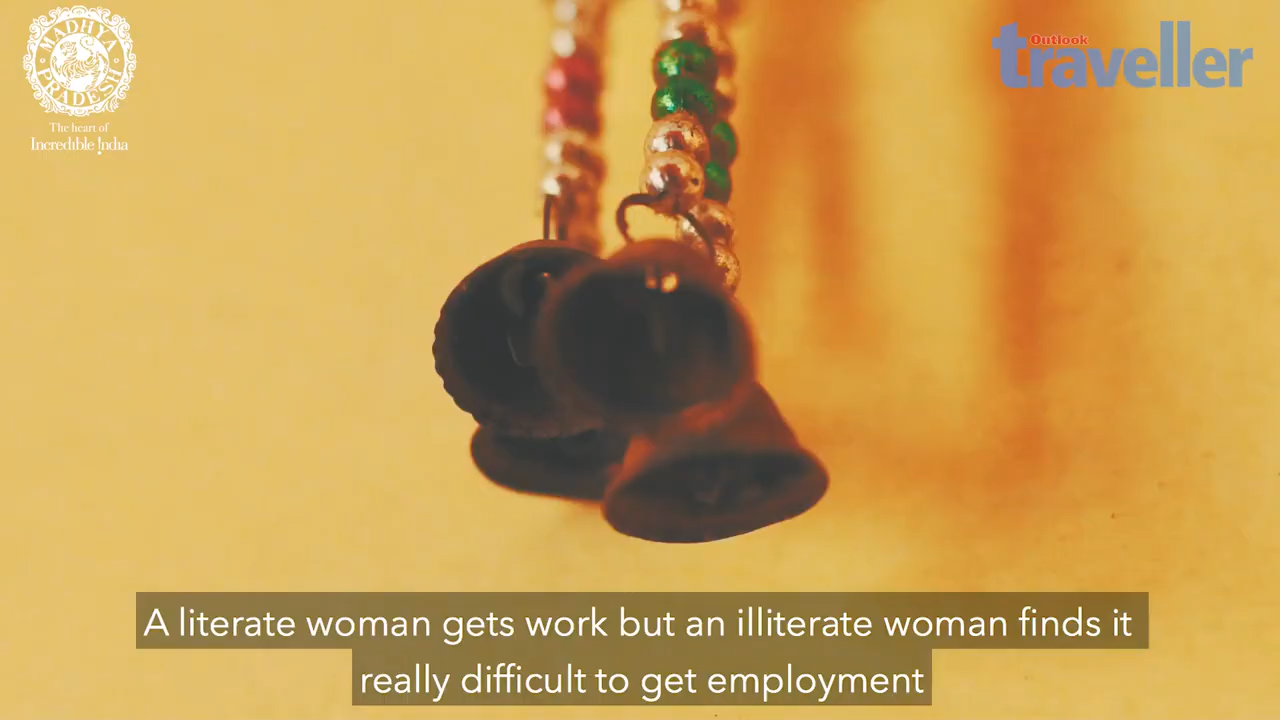 MADHYA PRADESH
The heart of
Incredible !ndia
Outlook
traveller
A literate woman gets work but an illiterate woman finds it
really difficult to get employment